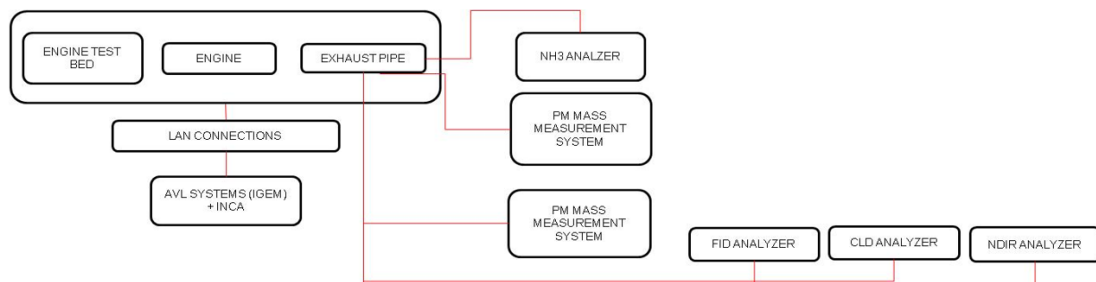 ENGINE TEST
BED
ENGINE
EXHAUST PIPE
NH3 ANALZER
PM MASS
MEASUREMENT
SYSTEM
LAN CONNECTIONS
AVL SYSTEMS (IGEM)
+ INCA
PM MASS
MEASUREMENT
SYSTEM
FID ANALYZER
CLD ANALYZER
NDIR ANALYZER